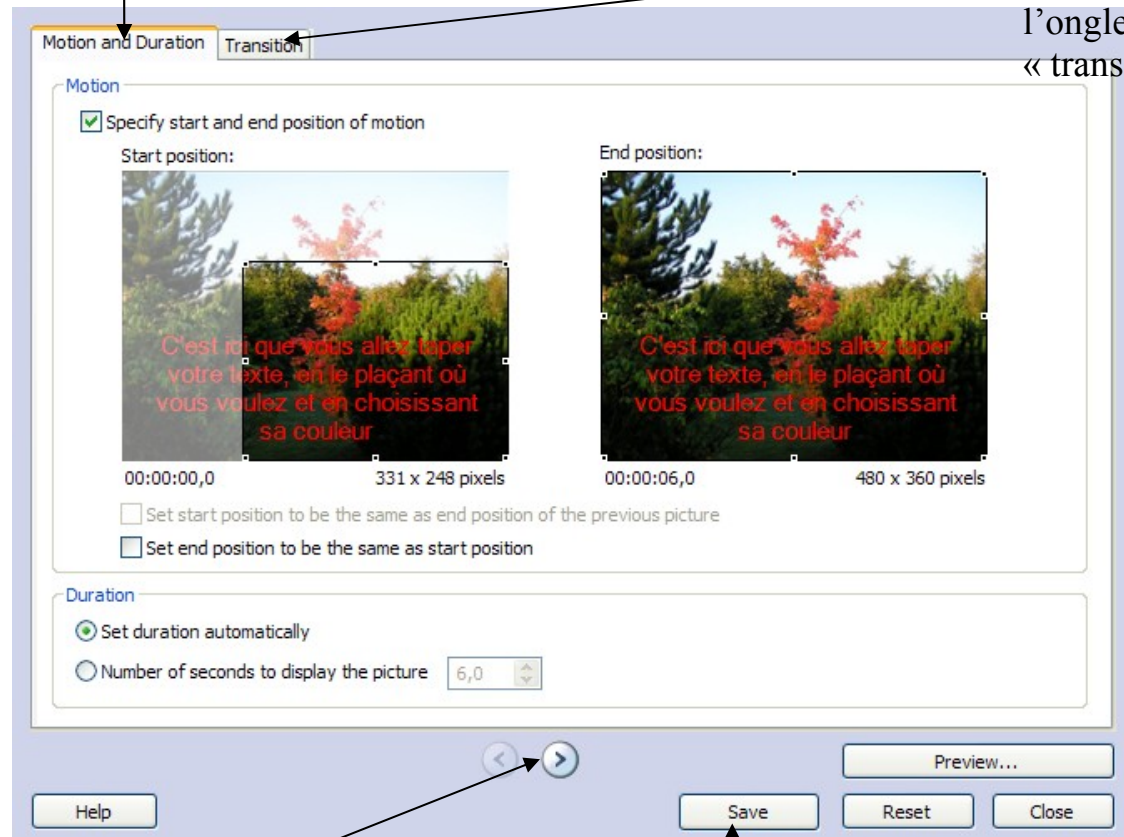 l'ongle
« trans
Motion and Duration Transition
Motion
Specify start and end position of motion
Start position: End position:
C'est ici que vous allez taper
votre texte, en le plaçant où
vous voulez et en choisissant
sa couleur
C'est ici que vous allez taper
votre texte, en le plaçant où
vous voulez et en choisissant
sa couleur
00:00:00,0 331 x 248 pixels 00:00:06,0 480 x 360 pixels
Set start position to be the same as end position of the previous picture
Set end position to be the same as start position
Duration
Set duration automatically
Number of seconds to display the picture 6,0
Preview...
Help Save Reset Close